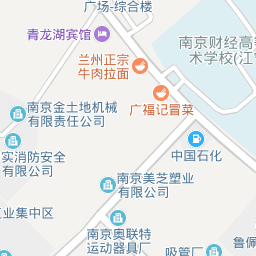 广场-综合楼
青龙湖宾馆
兰州正宗
牛肉拉面
南京财经高
术学校(江
广福记冒菜
南京金土地机械
有限责任公司
中国石化
实消防安全
有限公司
南京美芝塑业
有限公司
工业集中区
南京奥联特
运动器具厂
鲁佩
吸管厂